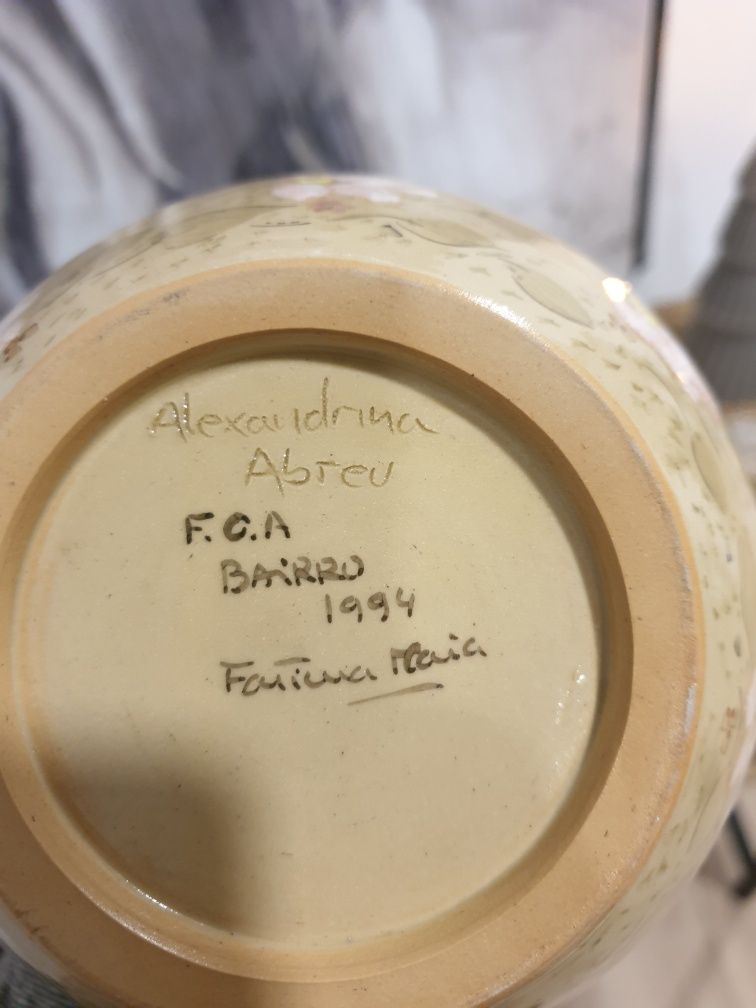 Alexandrina
Abreu
F.O.A
BAiRRO
1994
Fatima Maia